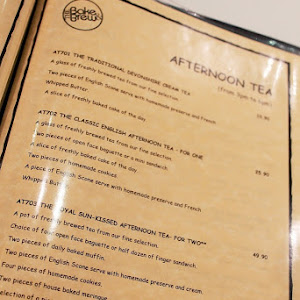 Bake
Brew
AFTERNOON TEA
(From 3pm to 5pm)
AT701 THE TRADITIONAL DEVONSHIRE DREAM TEA
A glass of freshly brewed tea from our fine selection.
Two pieces of English Scone serve with homemade preserve and French
Whipped Butter.
A slice of freshly baked cake of the day.
AT702 THE CLASSIC ENGLISH AFTERNOON TEA - FOR ONE
A glass of freshly brewed tea from our fine selection.
Two pieces of open face baguette or a mini sandwich.
A slice of freshly baked cake of the day.
Two pieces of homemade cookies.
A piece of English Scone serve with homemade preserve and French
Whipped Butter.
AT703 THE ROYAL SUN-KISSED AFTERNOON TEA- FOR TWO**
49.90
A pot of freshly brewed tea from our fine selection.
Choice of four open face baguette or half dozen of finger sandwich.
Two pieces of daily baked muffin.
Two pieces of English Scone serve with homemade preserve and cream.
Four pieces of homemade cookies.
Two pieces of house baked meringue